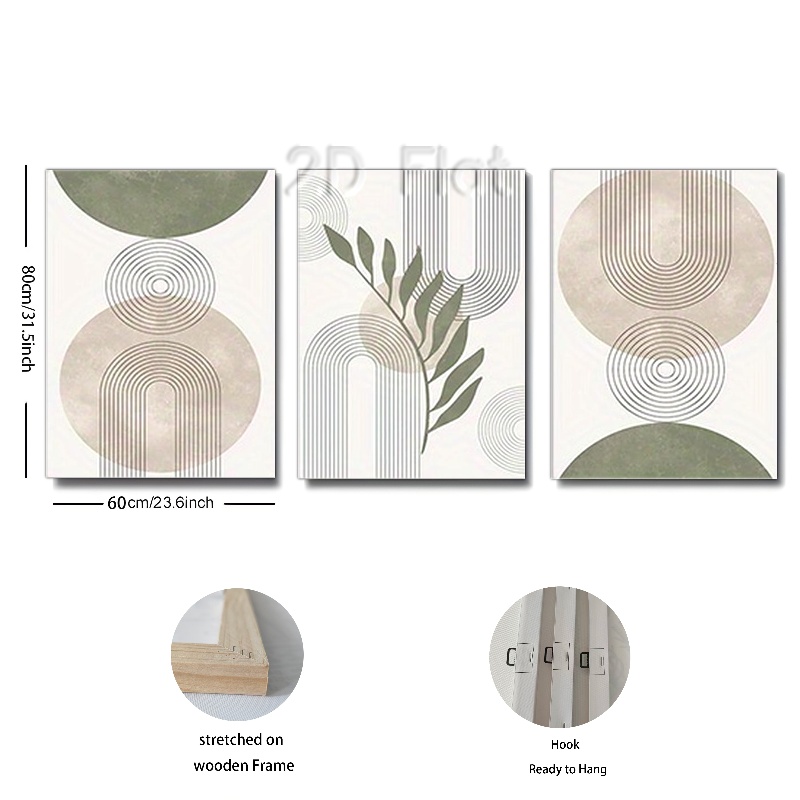 2D Flat
80cm/31.5inch
60cm/23.6inch
stretched on
wooden Frame
Hook
Ready to Hang